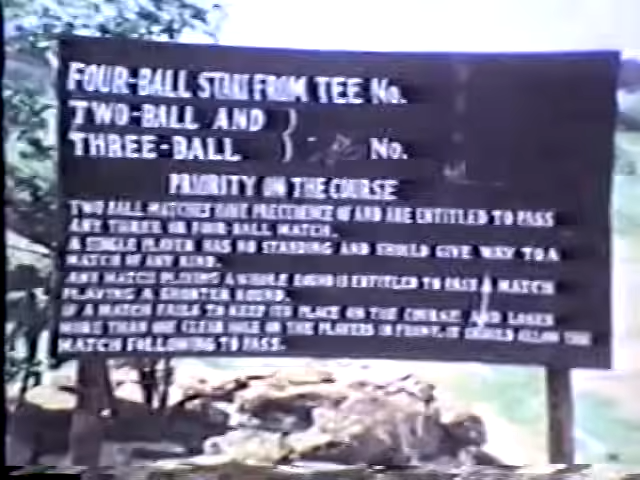 FOUR-BALL START FROM TEE No.
TWO-BALL AND
THREE-BALL } No.
PRIORITY ON THE COURSE
TWO BALL MATCHES HAVE PRECEDENCE OF AND ARE ENTITLED TO PASS
ANY THREE OR FOUR-BALL MATCH.
A SINGLE PLAYER HAS NO STANDING AND SHOULD GIVE WAY TO A
MATCH OF ANY KIND.
ANY MATCH PLAYING A WHOLE ROUND IS ENTITLED TO PASS A MATCH
PLAYING A SHORTER ROUND.
IF A MATCH FAILS TO KEEP ITS PLACE ON THE COURSE AND LOSES
MORE THAN ONE CLEAR HOLE ON THE PLAYERS IN FRONT, IT SHOULD ALLOW THE
MATCH FOLLOWING TO PASS.